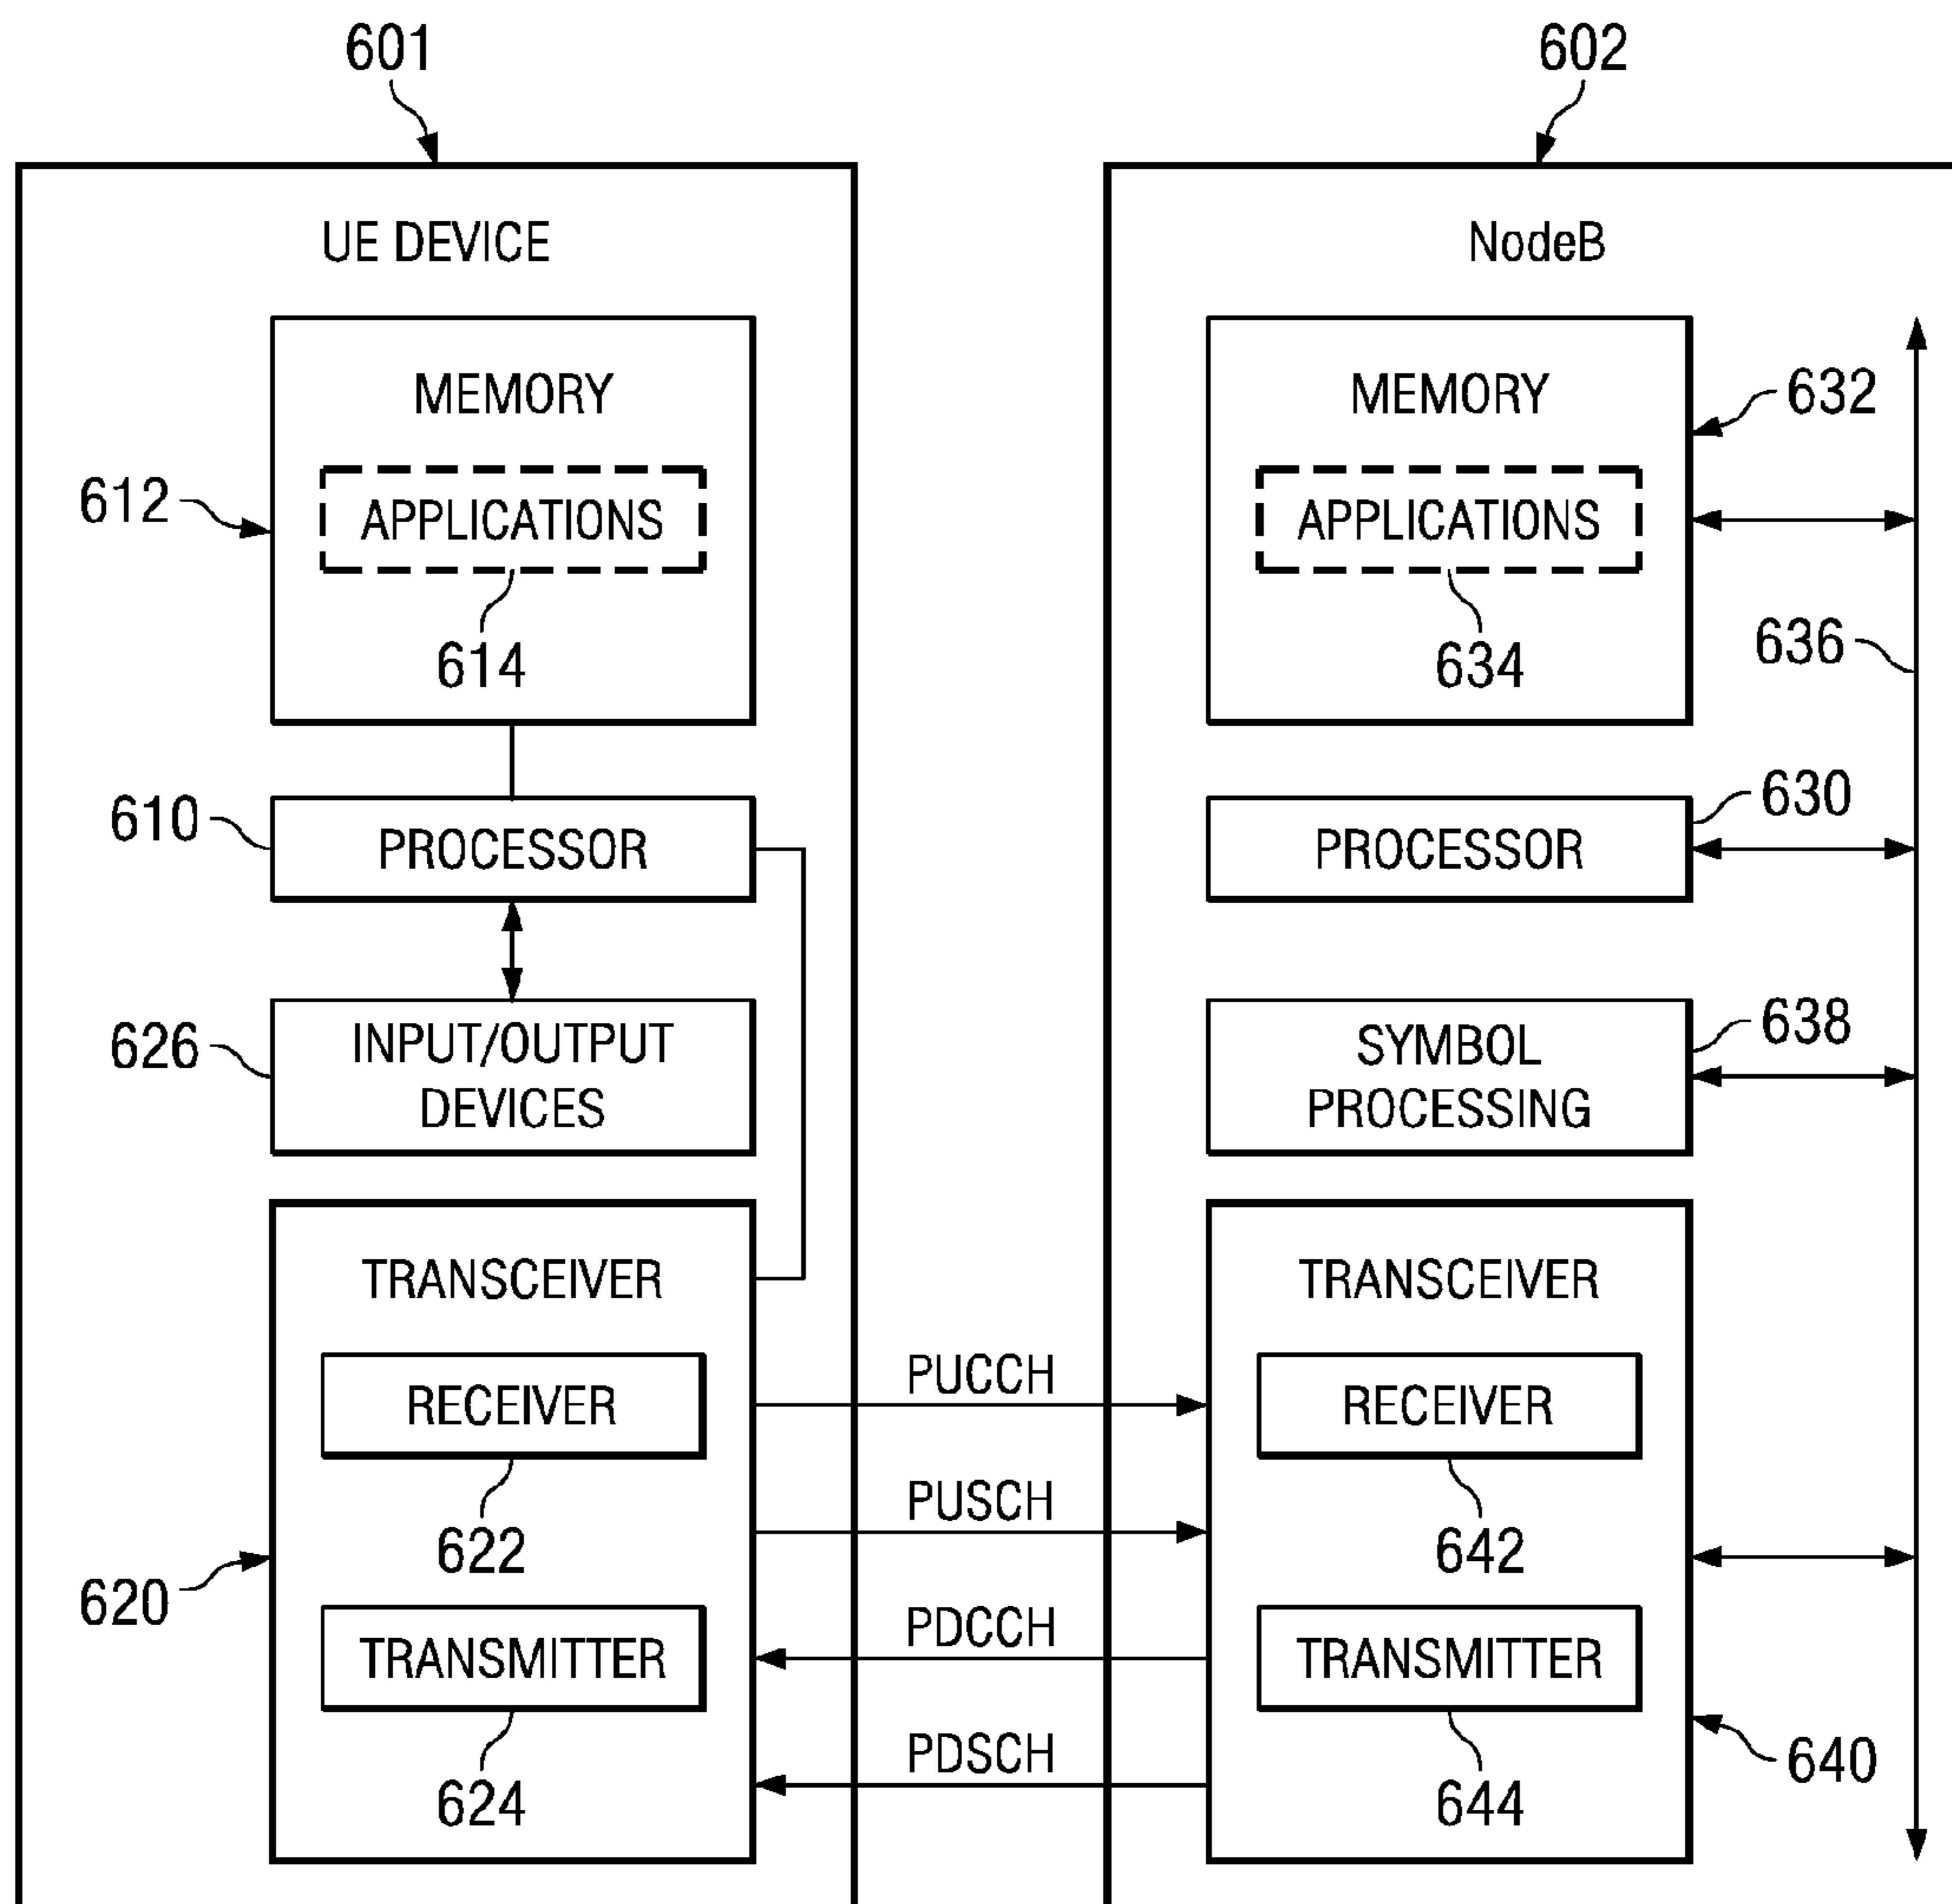 601
602
UE DEVICE
NodeB
MEMORY
MEMORY
632
612
APPLICATIONS
APPLICATIONS
614
634
636
610
PROCESSOR
PROCESSOR
630
626
INPUT/OUTPUT
DEVICES
SYMBOL
PROCESSING
638
TRANSCEIVER
TRANSCEIVER
RECEIVER
PUCCH
RECEIVER
622
PUSCH
642
620
TRANSMITTER
PDCCH
TRANSMITTER
624
PDSCH
644
640